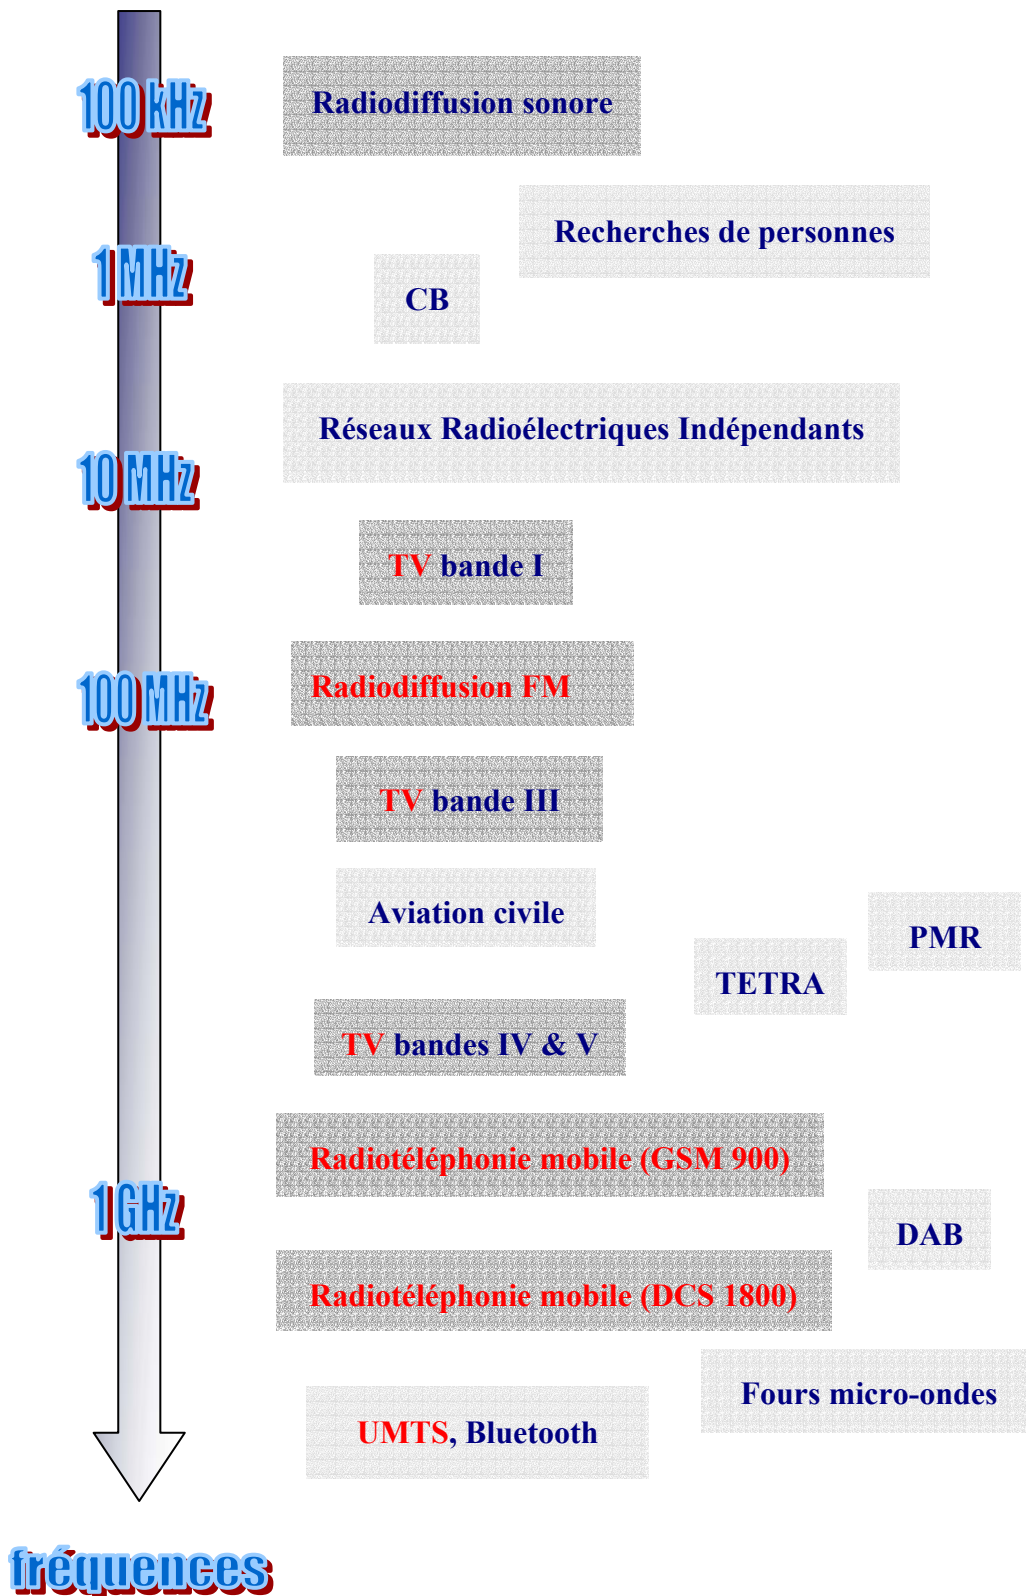 100 kHz
Radiodiffusion sonore
Recherches de personnes
1 MHz
CB
Réseaux Radioélectriques Indépendants
10 MHz
TV bande I
100 MHz
Radiodiffusion FM
TV bande III
Aviation civile
PMR
TETRA
TV bandes IV & V
Radiotéléphonie mobile (GSM 900)
1 GHz
DAB
Radiotéléphonie mobile (DCS 1800)
Fours micro-ondes
UMTS, Bluetooth
fréquences